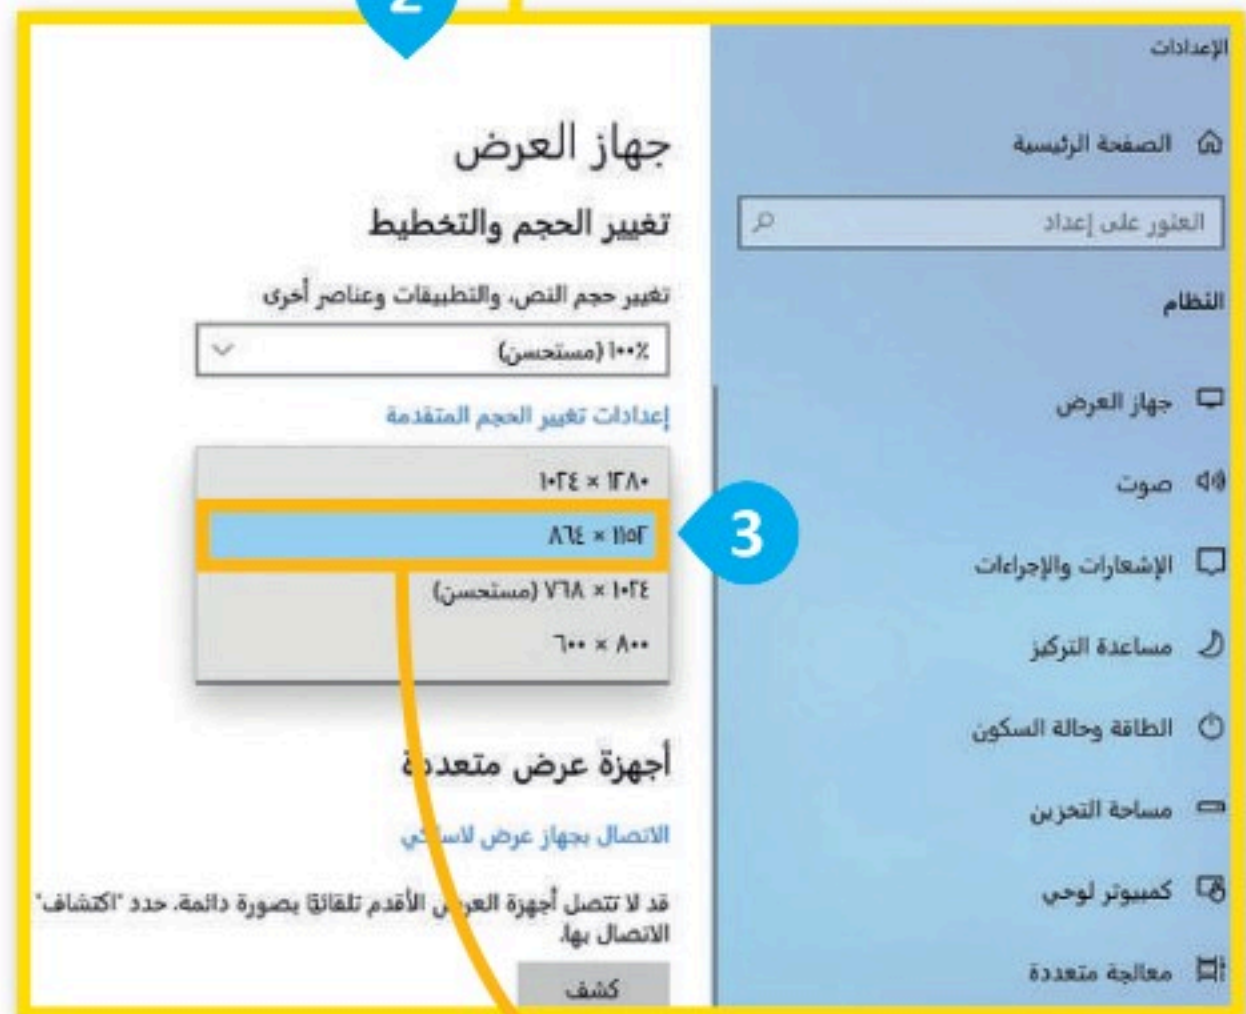 2
الإعدادات
الصفحة الرئيسية
العثور على إعداد
النظام
جهاز العرض
صوت
الإشعارات والإجراءات
مساعدة التركيز
الطاقة وحالة السكون
مساحة التخزين
كمبيوتر لوحي
معالجة متعددة
جهاز العرض
تغيير الحجم والتخطيط
تغيير حجم النص، والتطبيقات وعناصر أخرى
١٠٠٪ (مستحسن)
إعدادات تغيير الحجم المتقدمة
١٢٨٠ × ١٠٢٤
١١٥٢ × ٨٦٤
3
١٠٢٤ × ٧٦٨ (مستحسن)
٨٠٠ × ٦٠٠
أجهزة عرض متعددة
الاتصال بجهاز عرض لاسلكي
قد لا تتصل أجهزة العرض الأقدم تلقائيًا بصورة دائمة. حدد "اكتشاف"
الاتصال بها.
كشف